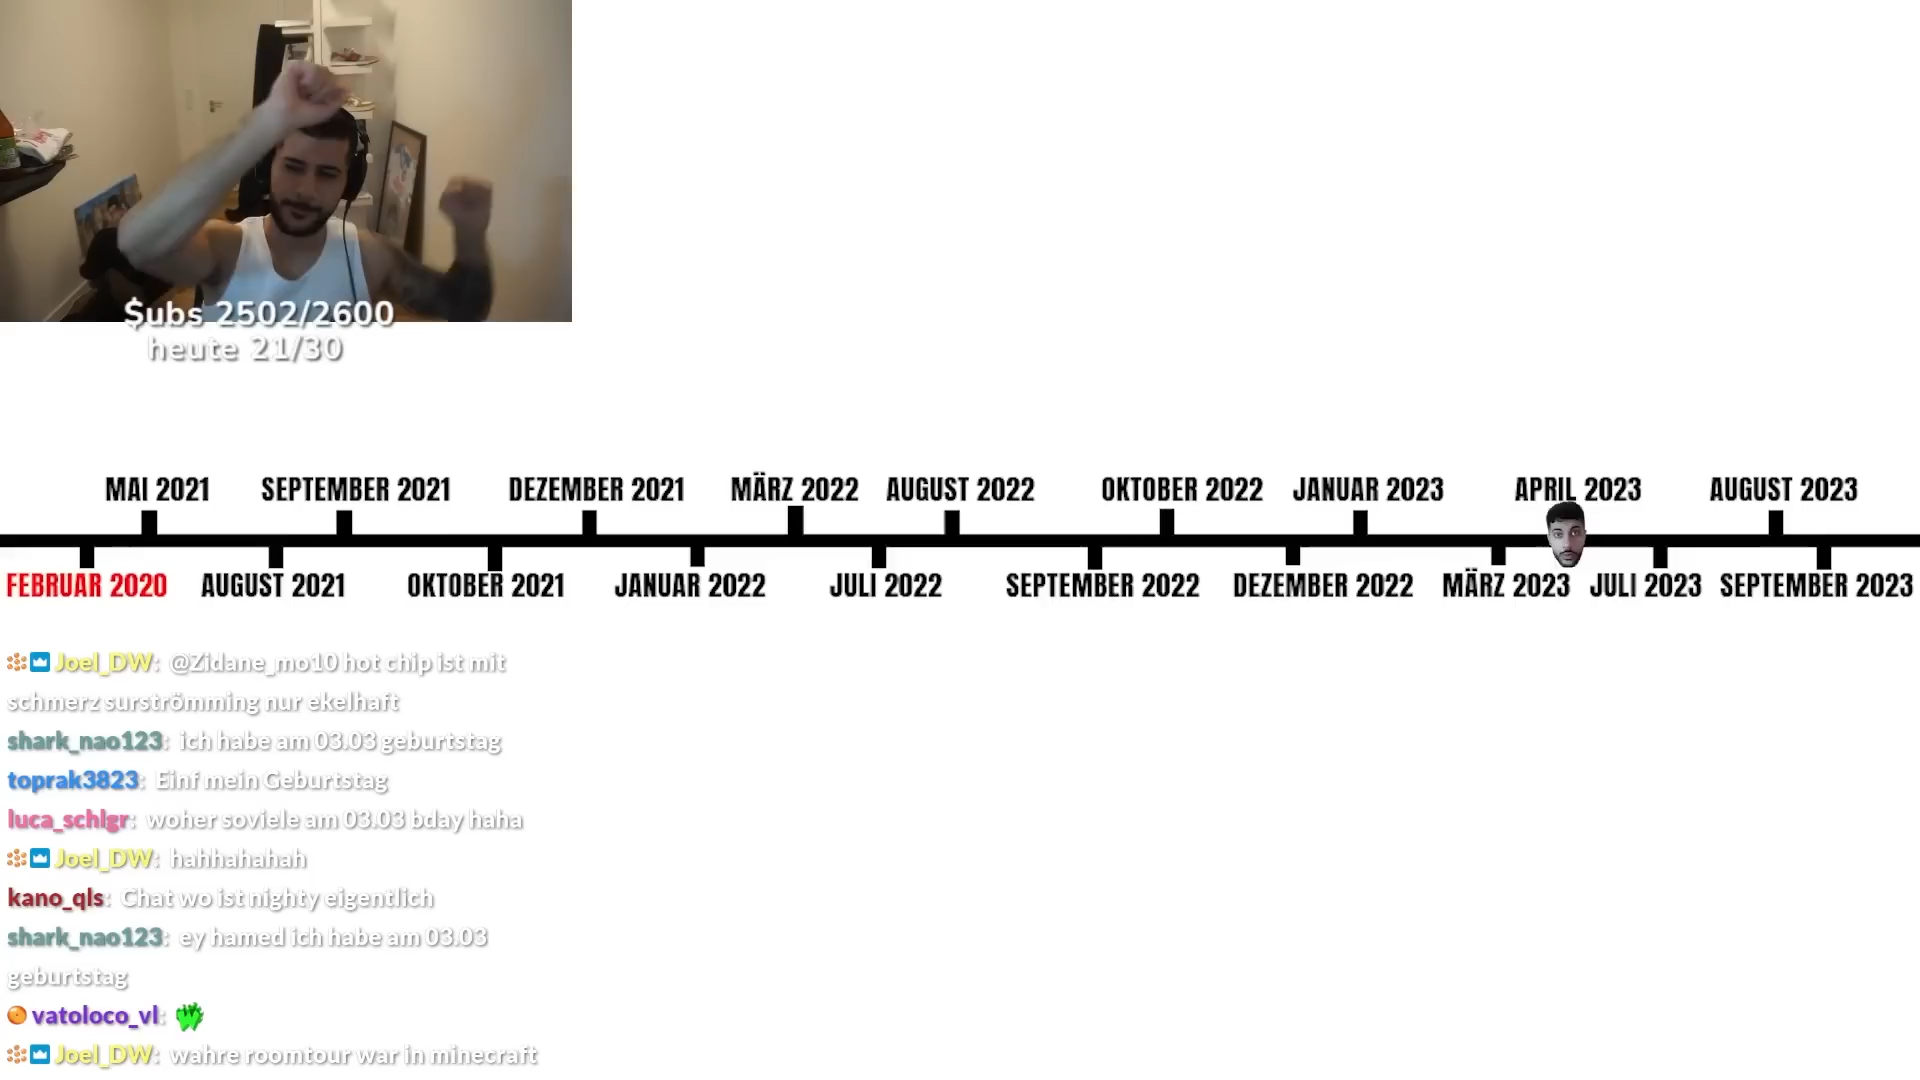 $ubs 2502/2600
heute 21/30
MAI 2021 SEPTEMBER 2021 DEZEMBER 2021 MÄRZ 2022 AUGUST 2022 OKTOBER 2022 JANUAR 2023 APRIL 2023 AUGUST 2023
FEBRUAR 2020 AUGUST 2021 OKTOBER 2021 JANUAR 2022 JULI 2022 SEPTEMBER 2022 DEZEMBER 2022 MÄRZ 2023 JULI 2023 SEPTEMBER 2023
Joel_DW: @Zidane_mo10 hot chip ist mit
schmerz surströmming nur ekelhaft
shark_nao123: ich habe am 03.03 geburtstag
toprak3823: Einf mein Geburtstag
luca_schlgr: woher soviele am 03.03 bday haha
Joel_DW: hahhahahah
kano_qls: Chat wo ist nighty eigentlich
shark_nao123: ey hamed ich habe am 03.03
geburtstag
vatoloco_vl:
Joel_DW: wahre roomtour war in minecraft